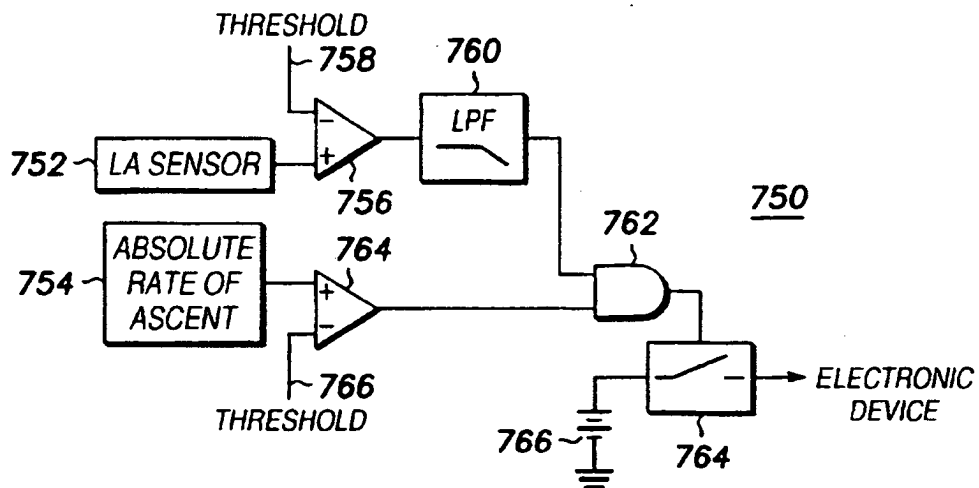 THRESHOLD
758
760
LPF
752
LA SENSOR
-
+
756
750
762
754
ABSOLUTE
RATE OF
ASCENT
764
+
-
766
THRESHOLD
ELECTRONIC
DEVICE
766
764